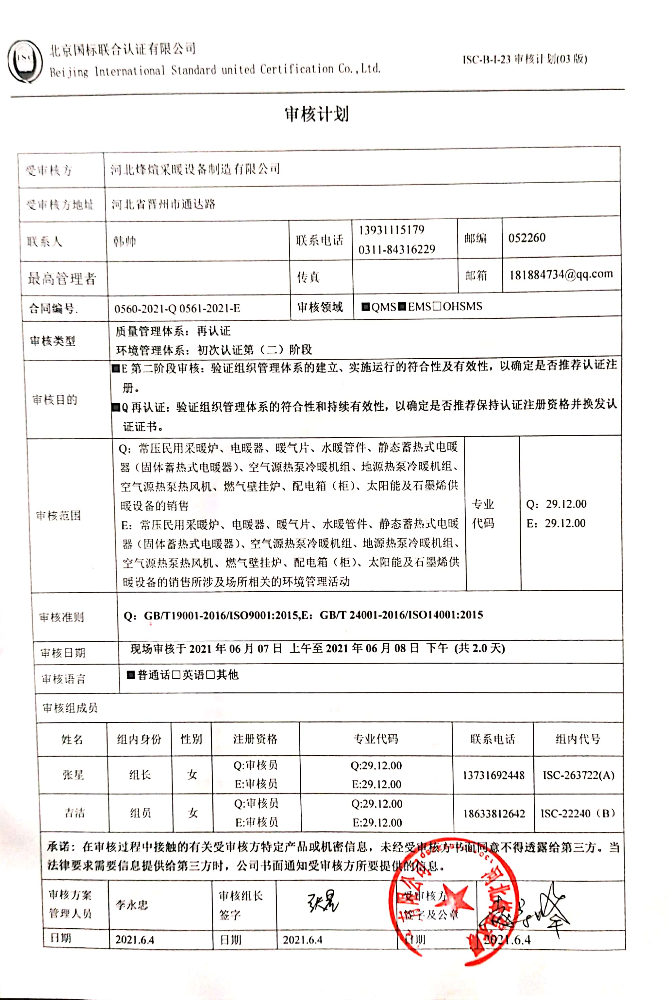 ISC
北京国标联合认证有限公司
Beijing International Standard united Certification Co.,Ltd.
ISC-B-I-23 审核计划(03 版)
审核计划
受审核方 河北烽煊采暖设备制造有限公司
受审核方地址 河北省晋州市通达路
联系人 韩帅 联系电话 13931115179 邮编 052260
0311-84316229
最高管理者 传真 邮箱 181884734@qq.com
合同编号. 0560-2021-Q 0561-2021-E 审核领域 ■QMS■EMS□OHSMS
审核类型 质量管理体系：再认证
环境管理体系：初次认证第（二）阶段
审核目的 ■E 第二阶段审核：验证组织管理体系的建立、实施运行的符合性及有效性，以确定是否推荐认证注
册。
■Q 再认证：验证组织管理体系的符合性和持续有效性，以确定是否推荐保持认证注册资格并换发认
证证书。
审核范围 Q：常压民用采暖炉、电暖器、暖气片、水暖管件、静态蓄热式电暖
器（固体蓄热式电暖器）、空气源热泵冷暖机组、地源热泵冷暖机组、
空气源热泵热风机、燃气壁挂炉、配电箱（柜）、太阳能及石墨烯供
暖设备的销售
E：常压民用采暖炉、电暖器、暖气片、水暖管件、静态蓄热式电暖
器（固体蓄热式电暖器）、空气源热泵冷暖机组、地源热泵冷暖机组、
空气源热泵热风机、燃气壁挂炉、配电箱（柜）、太阳能及石墨烯供
暖设备的销售所涉及场所相关的环境管理活动
专业 Q：29.12.00
代码 E：29.12.00
审核准则 Q：GB/T19001-2016/ISO9001:2015,E：GB/T 24001-2016/ISO14001:2015
审核日期 现场审核于 2021 年 06 月 07 日 上午至 2021 年 06 月 08 日 下午 (共 2.0 天)
审核语言 ■普通话□英语□其他
审核组成员
姓名 组内身份 性别 注册资格 专业代码 联系电话 组内代号
张星 组长 女 Q:审核员 Q:29.12.00 13731692448 ISC-263722(A)
E:审核员 E:29.12.00
吉洁 组员 女 Q:审核员 Q:29.12.00 18633812642 ISC-22240（B）
E:审核员 E:29.12.00
承诺：在审核过程中接触的有关受审核方特定产品或机密信息，未经受审核方书面同意不得透露给第三方。当
法律要求需要信息提供给第三方时，公司书面通知受审核方所要提供的信息。
审核方案 李永忠 审核组长 张星 受审核方
管理人员 签字 签字及公章
日期 2021.6.4 日期 2021.6.4 日期 2021.6.4